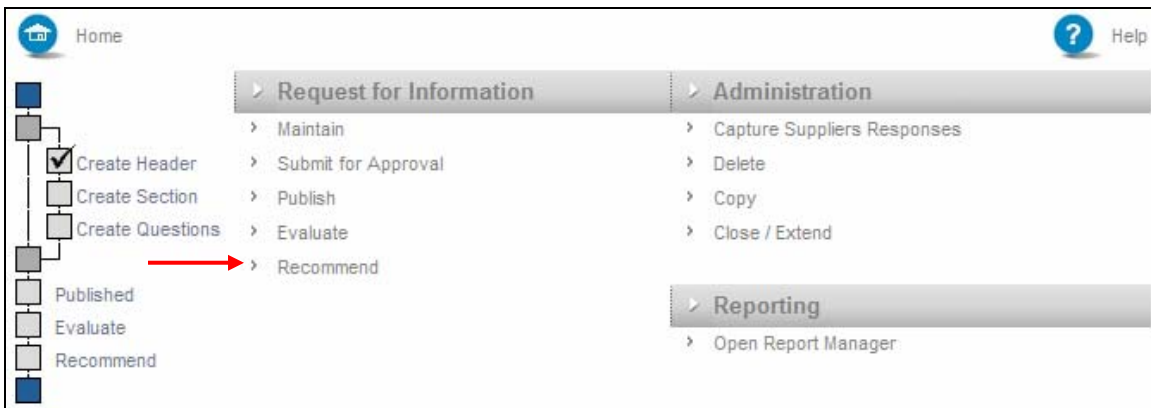 Home
Help
Create Header
Create Section
Create Questions
Published
Evaluate
Recommend
Request for Information
Maintain
Submit for Approval
Publish
Evaluate
Recommend
Administration
Capture Suppliers Responses
Delete
Copy
Close / Extend
Reporting
Open Report Manager